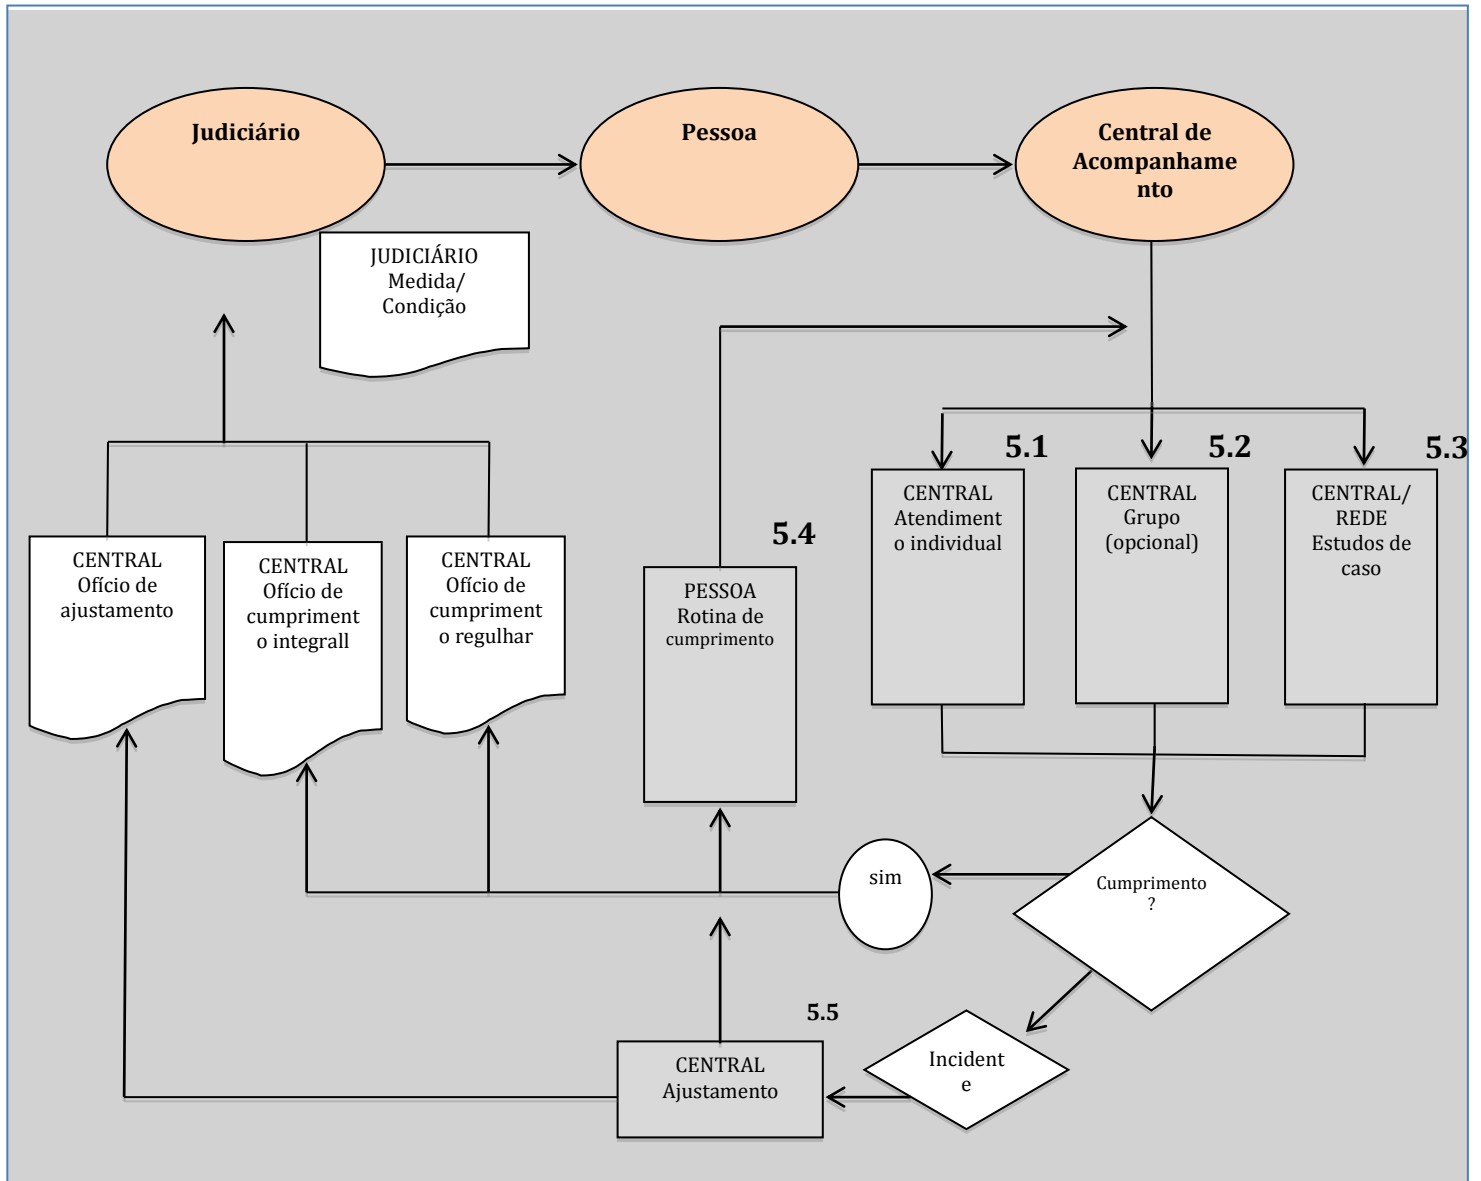 Judiciário
Pessoa
Central de
Acompanhame
nto
JUDICIÁRIO
Medida/
Condição
5.1
5.2
5.3
CENTRAL
Atendiment
o individual
CENTRAL
Grupo
(opcional)
CENTRAL/
REDE
Estudos de
caso
5.4
CENTRAL
Ofício de
ajustamento
CENTRAL
Ofício de
cumpriment
o integrall
CENTRAL
Ofício de
cumpriment
o regulhar
PESSOA
Rotina de
cumprimento
sim
Cumprimento
?
5.5
CENTRAL
Ajustamento
Incident
e